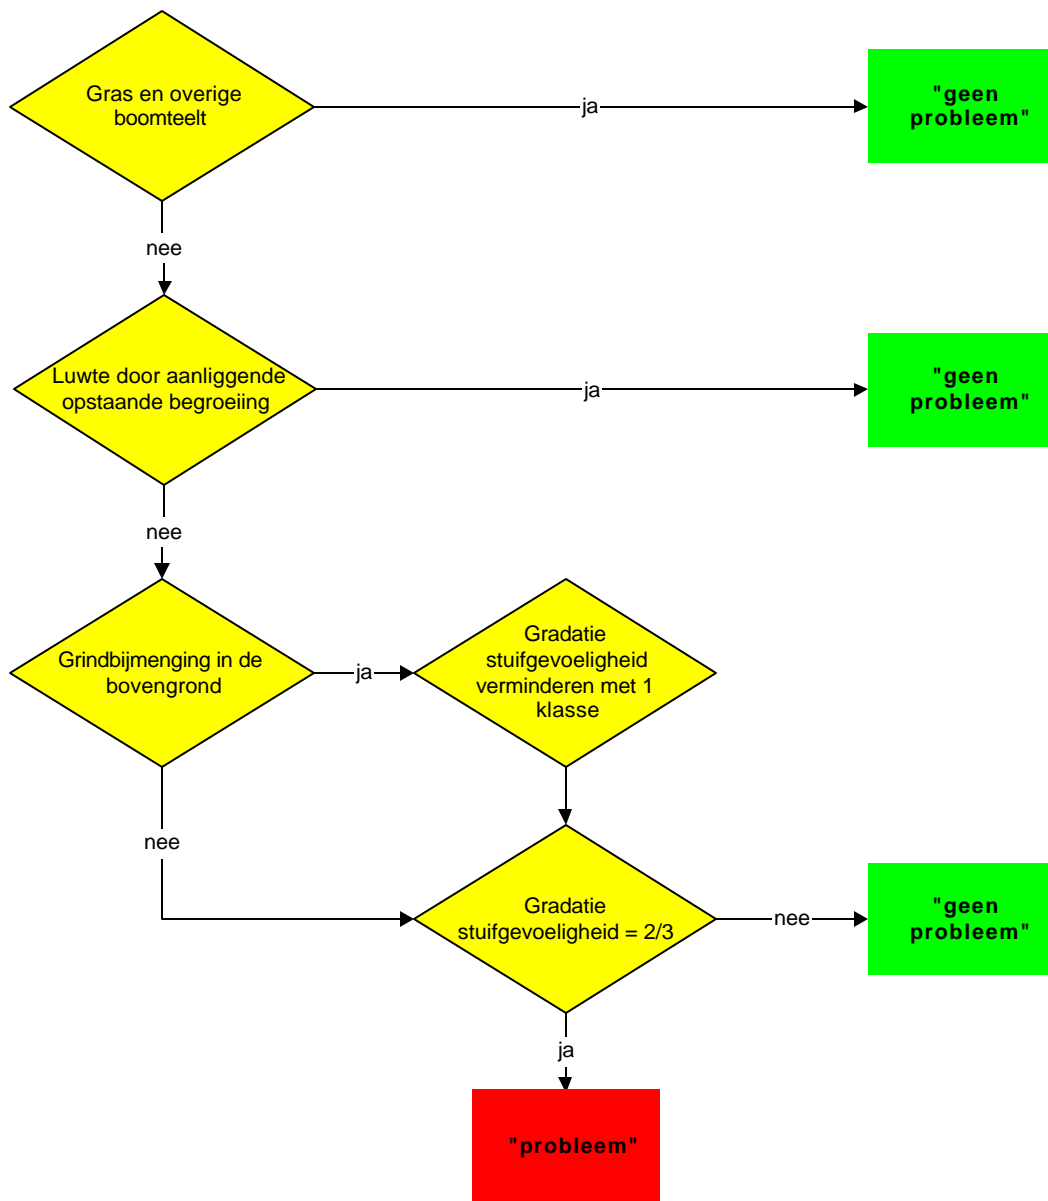 Gras en overige
boomteelt
ja
"geen
probleem"
nee
Luwte door aanliggende
opstaande begroeiing
ja
"geen
probleem"
nee
Grindbijmenging in de
bovengrond
ja
Gradatie
stuifgevoeligheid
verminderen met 1
klasse
nee
Gradatie
stuifgevoeligheid = 2/3
nee
"geen
probleem"
ja
"probleem"